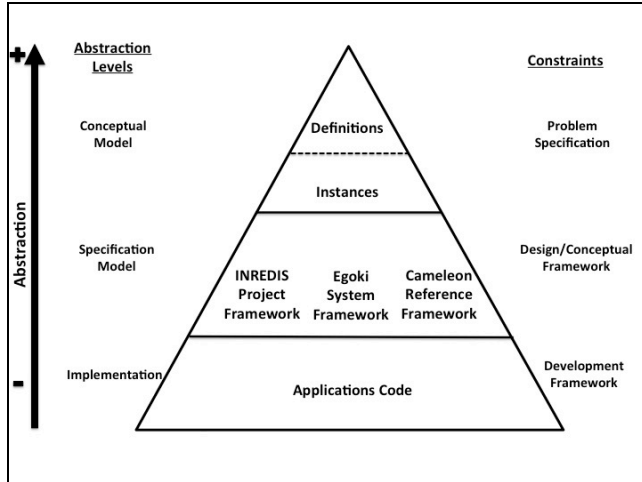 +
Abstraction
Levels
Constraints
Conceptual
Model
Definitions
Problem
Specification
Instances
Abstraction
Specification
Model
INREDIS
Project
Framework
Egoki
System
Framework
Cameleon
Reference
Framework
Design/Conceptual
Framework
-
Implementation
Applications Code
Development
Framework